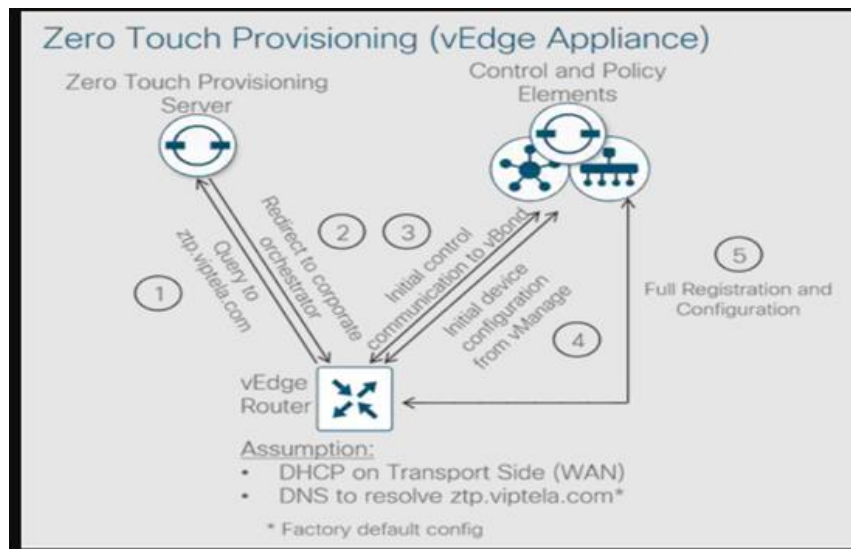 Zero Touch Provisioning (vEdge Appliance)
Zero Touch Provisioning
Server
Control and Policy
Elements
1
Query to
ztp.viptela.com
2
Redirect to corporate
orchestrator
3
Initial control
communication to vBond
4
Initial device
configuration
from vManage
5
Full Registration and
Configuration
vEdge
Router
Assumption:
• DHCP on Transport Side (WAN)
• DNS to resolve ztp.viptela.com*
* Factory default config